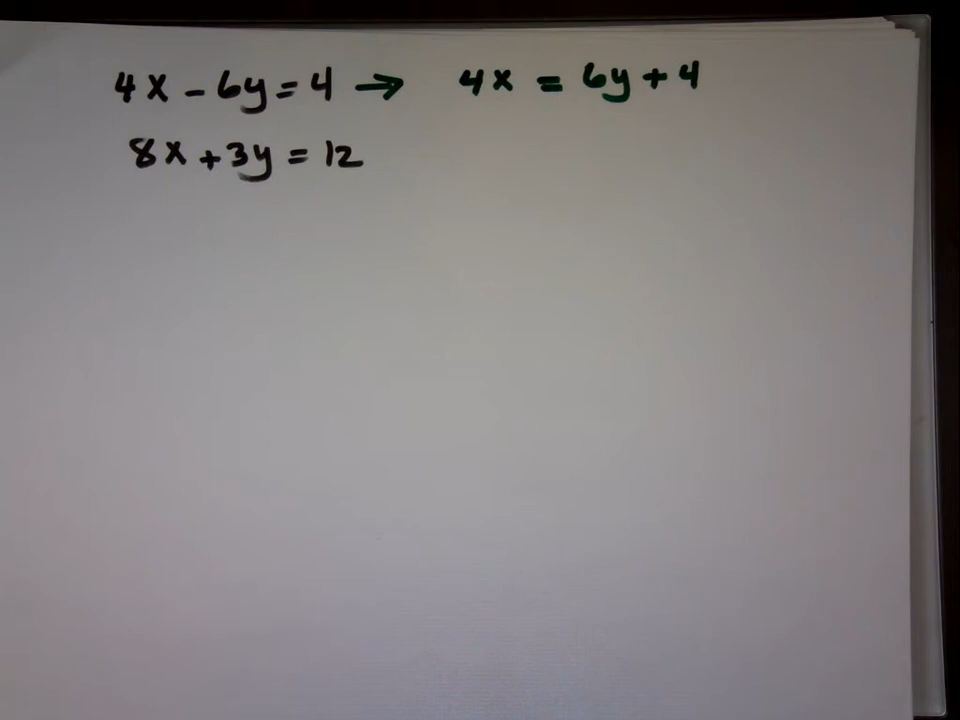 4x - 6y = 4 → 4x = 6y + 4
8x + 3y = 12